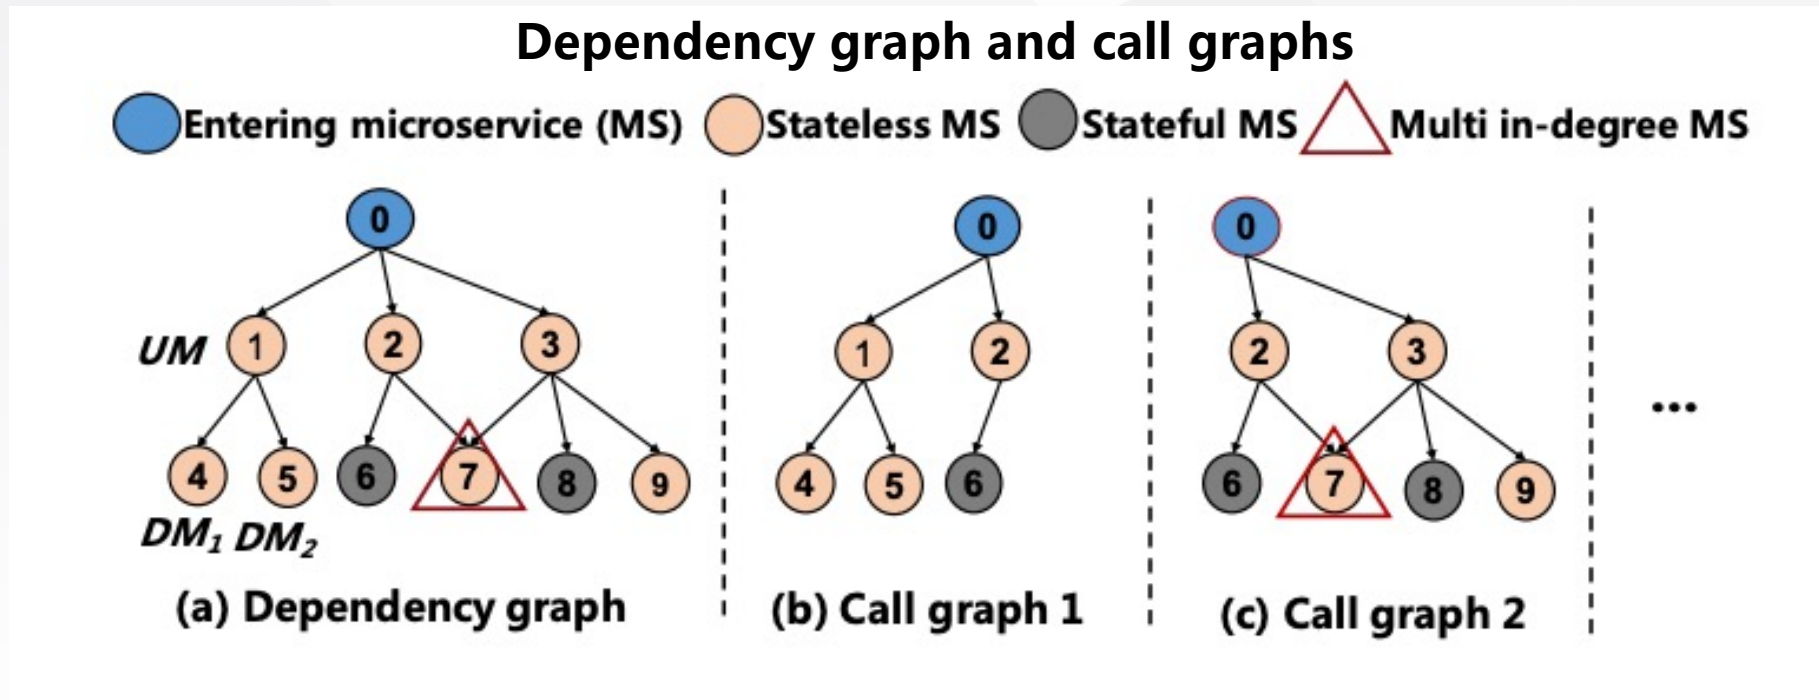 Dependency graph and call graphs
Entering microservice (MS) Stateless MS Stateful MS Multi in-degree MS
0
UM 1 2 3
4 5 6 7 8 9
DM1 DM2
(a) Dependency graph
0
1 2
4 5 6
(b) Call graph 1
0
2 3
6 7 8 9
(c) Call graph 2
...